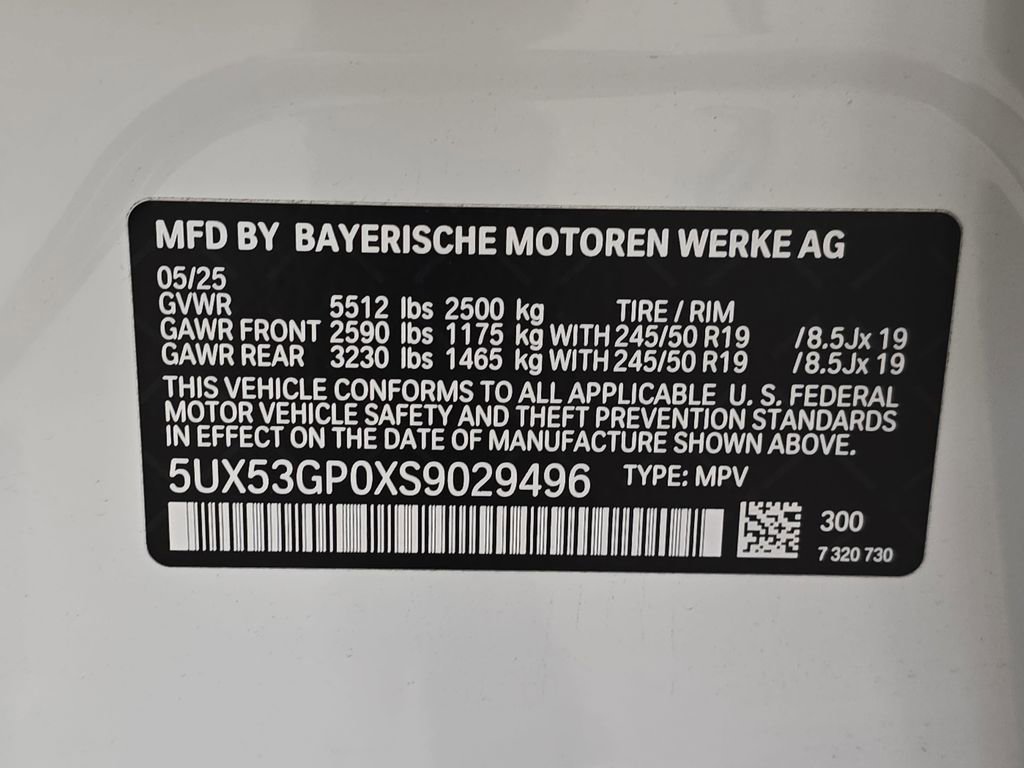 MFD BY BAYERISCHE MOTOREN WERKE AG
05/25
GVWR 5512 lbs 2500 kg TIRE / RIM
GAWR FRONT 2590 lbs 1175 kg WITH 245/50 R19 /8.5Jx 19
GAWR REAR 3230 lbs 1465 kg WITH 245/50 R19 /8.5Jx 19
THIS VEHICLE CONFORMS TO ALL APPLICABLE U. S. FEDERAL
MOTOR VEHICLE SAFETY AND THEFT PREVENTION STANDARDS
IN EFFECT ON THE DATE OF MANUFACTURE SHOWN ABOVE.
5UX53GP0XS9029496 TYPE: MPV
300
7 320 730